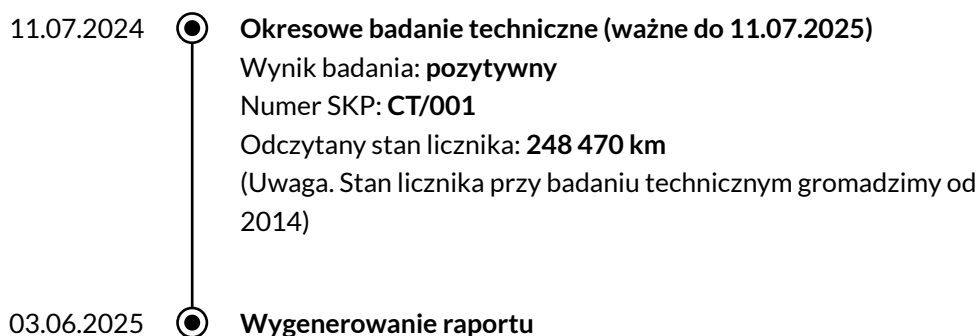 11.07.2024 Okresowe badanie techniczne (ważne do 11.07.2025)
Wynik badania: pozytywny
Numer SKP: CT/001
Odczytany stan licznika: 248 470 km
(Uwaga. Stan licznika przy badaniu technicznym gromadzimy od
2014)
03.06.2025 Wygenerowanie raportu